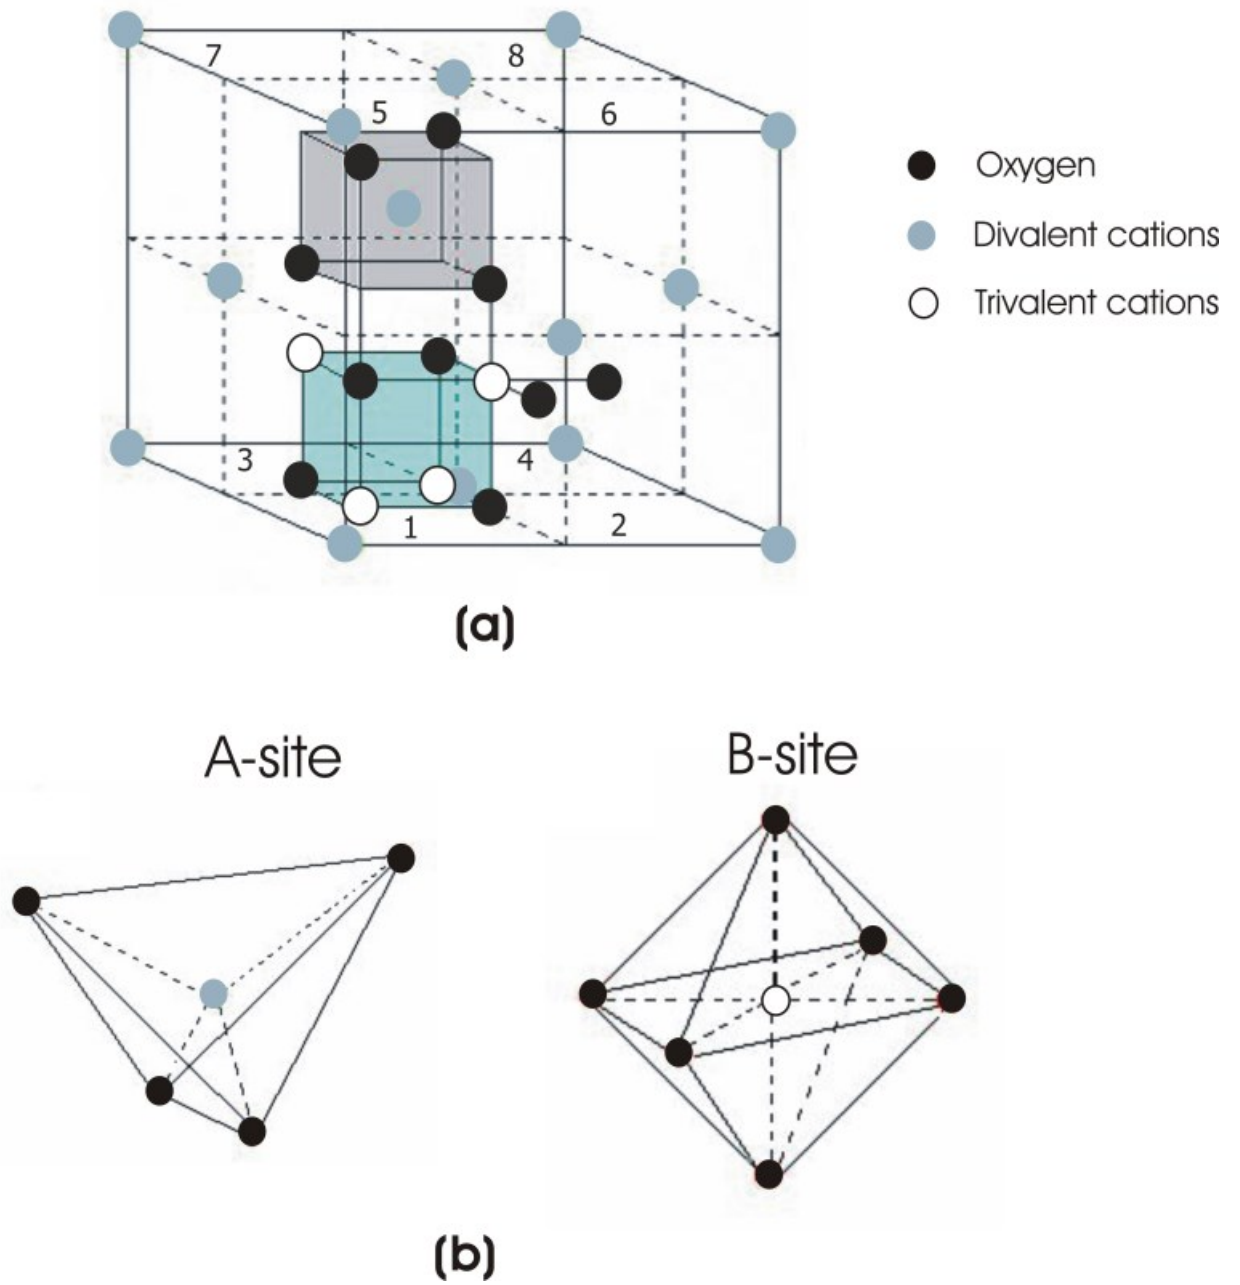 7 8
5 6
Oxygen
Divalent cations
Trivalent cations
3 4
1 2
(a)
A-site B-site
(b)